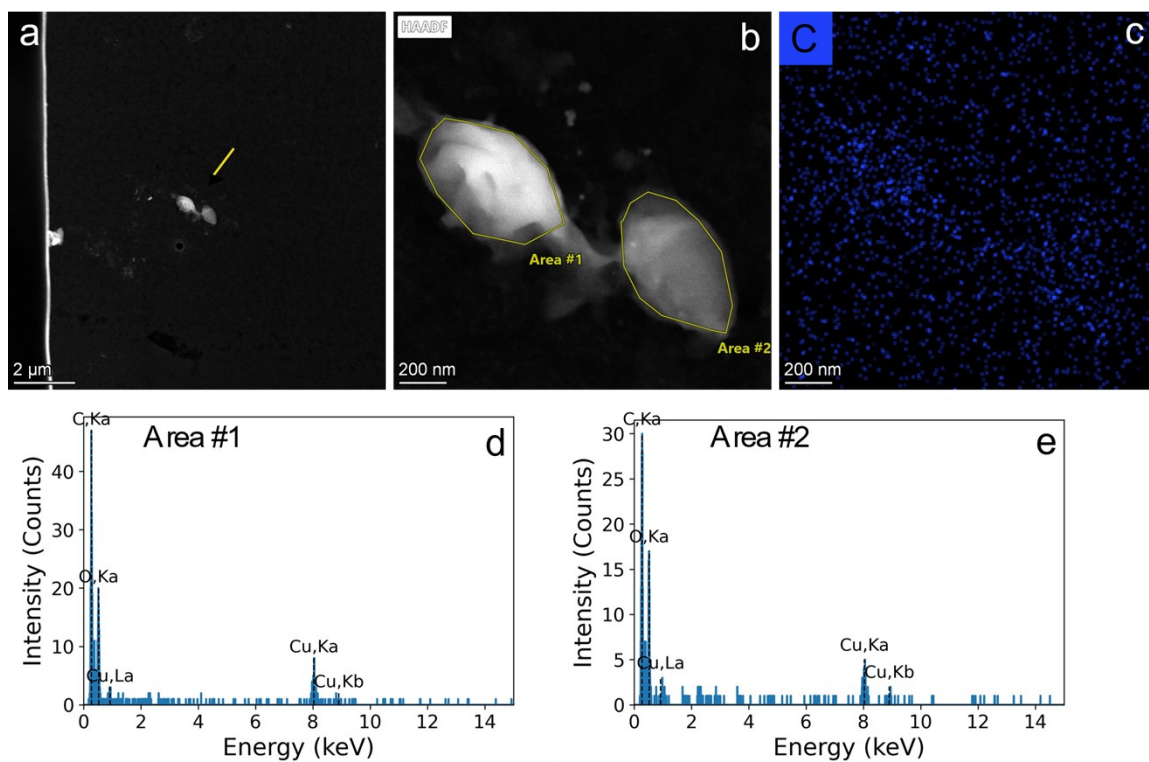 a
2 μm
HAADF
b
Area #1
Area #2
200 nm
C
c
200 nm
Area #1
d
C,Ka
O,Ka
Cu,La
Cu,Ka
Cu,Kb
Intensity (Counts)
40
30
20
10
0
0 2 4 6 8 10 12 14
Energy (keV)
Area #2
e
C,Ka
O,Ka
Cu,La
Cu,Ka
Cu,Kb
Intensity (Counts)
30
25
20
15
10
5
0
0 2 4 6 8 10 12 14
Energy (keV)